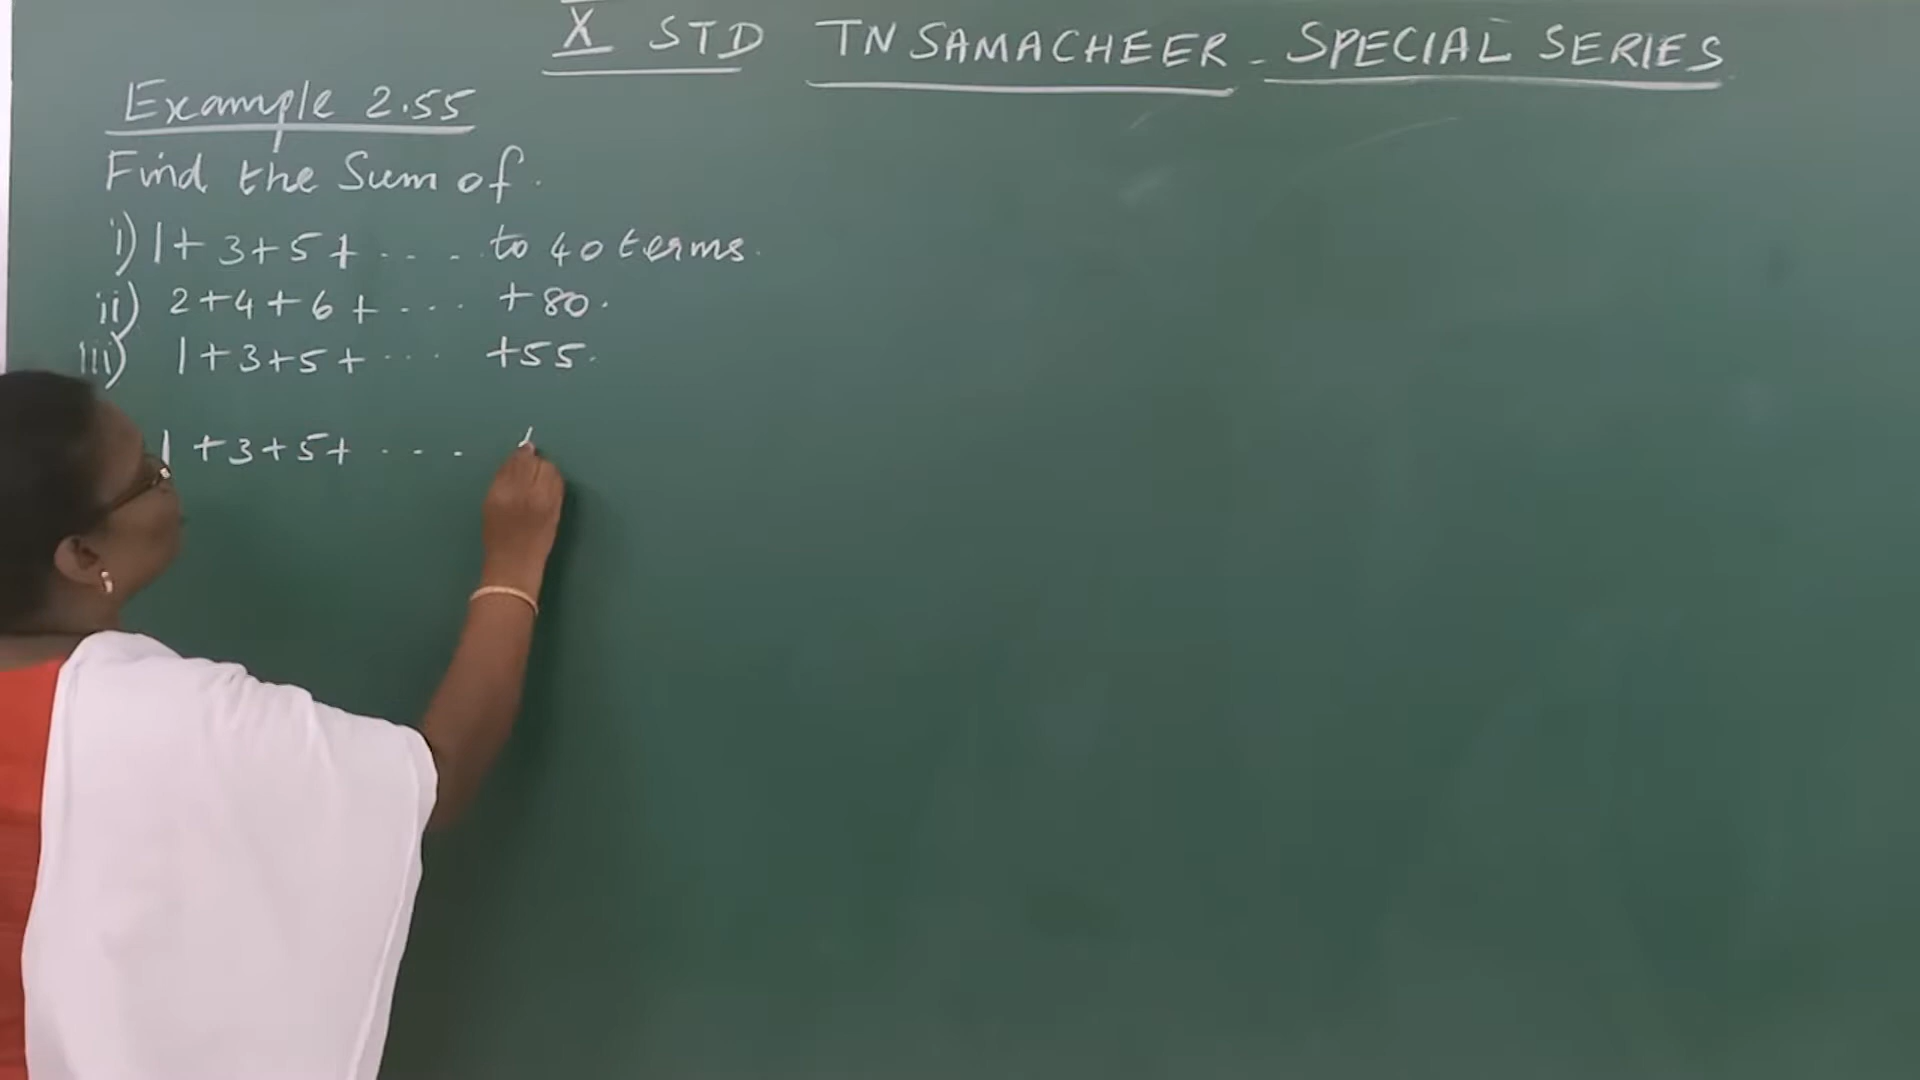 X STD TN SAMACHEER - SPECIAL SERIES
Example 2.55
Find the Sum of.
i) 1 + 3 + 5 + .... to 40 terms.
ii) 2 + 4 + 6 + .... + 80.
iii) 1 + 3 + 5 + .... + 55.
1 + 3 + 5 + ...